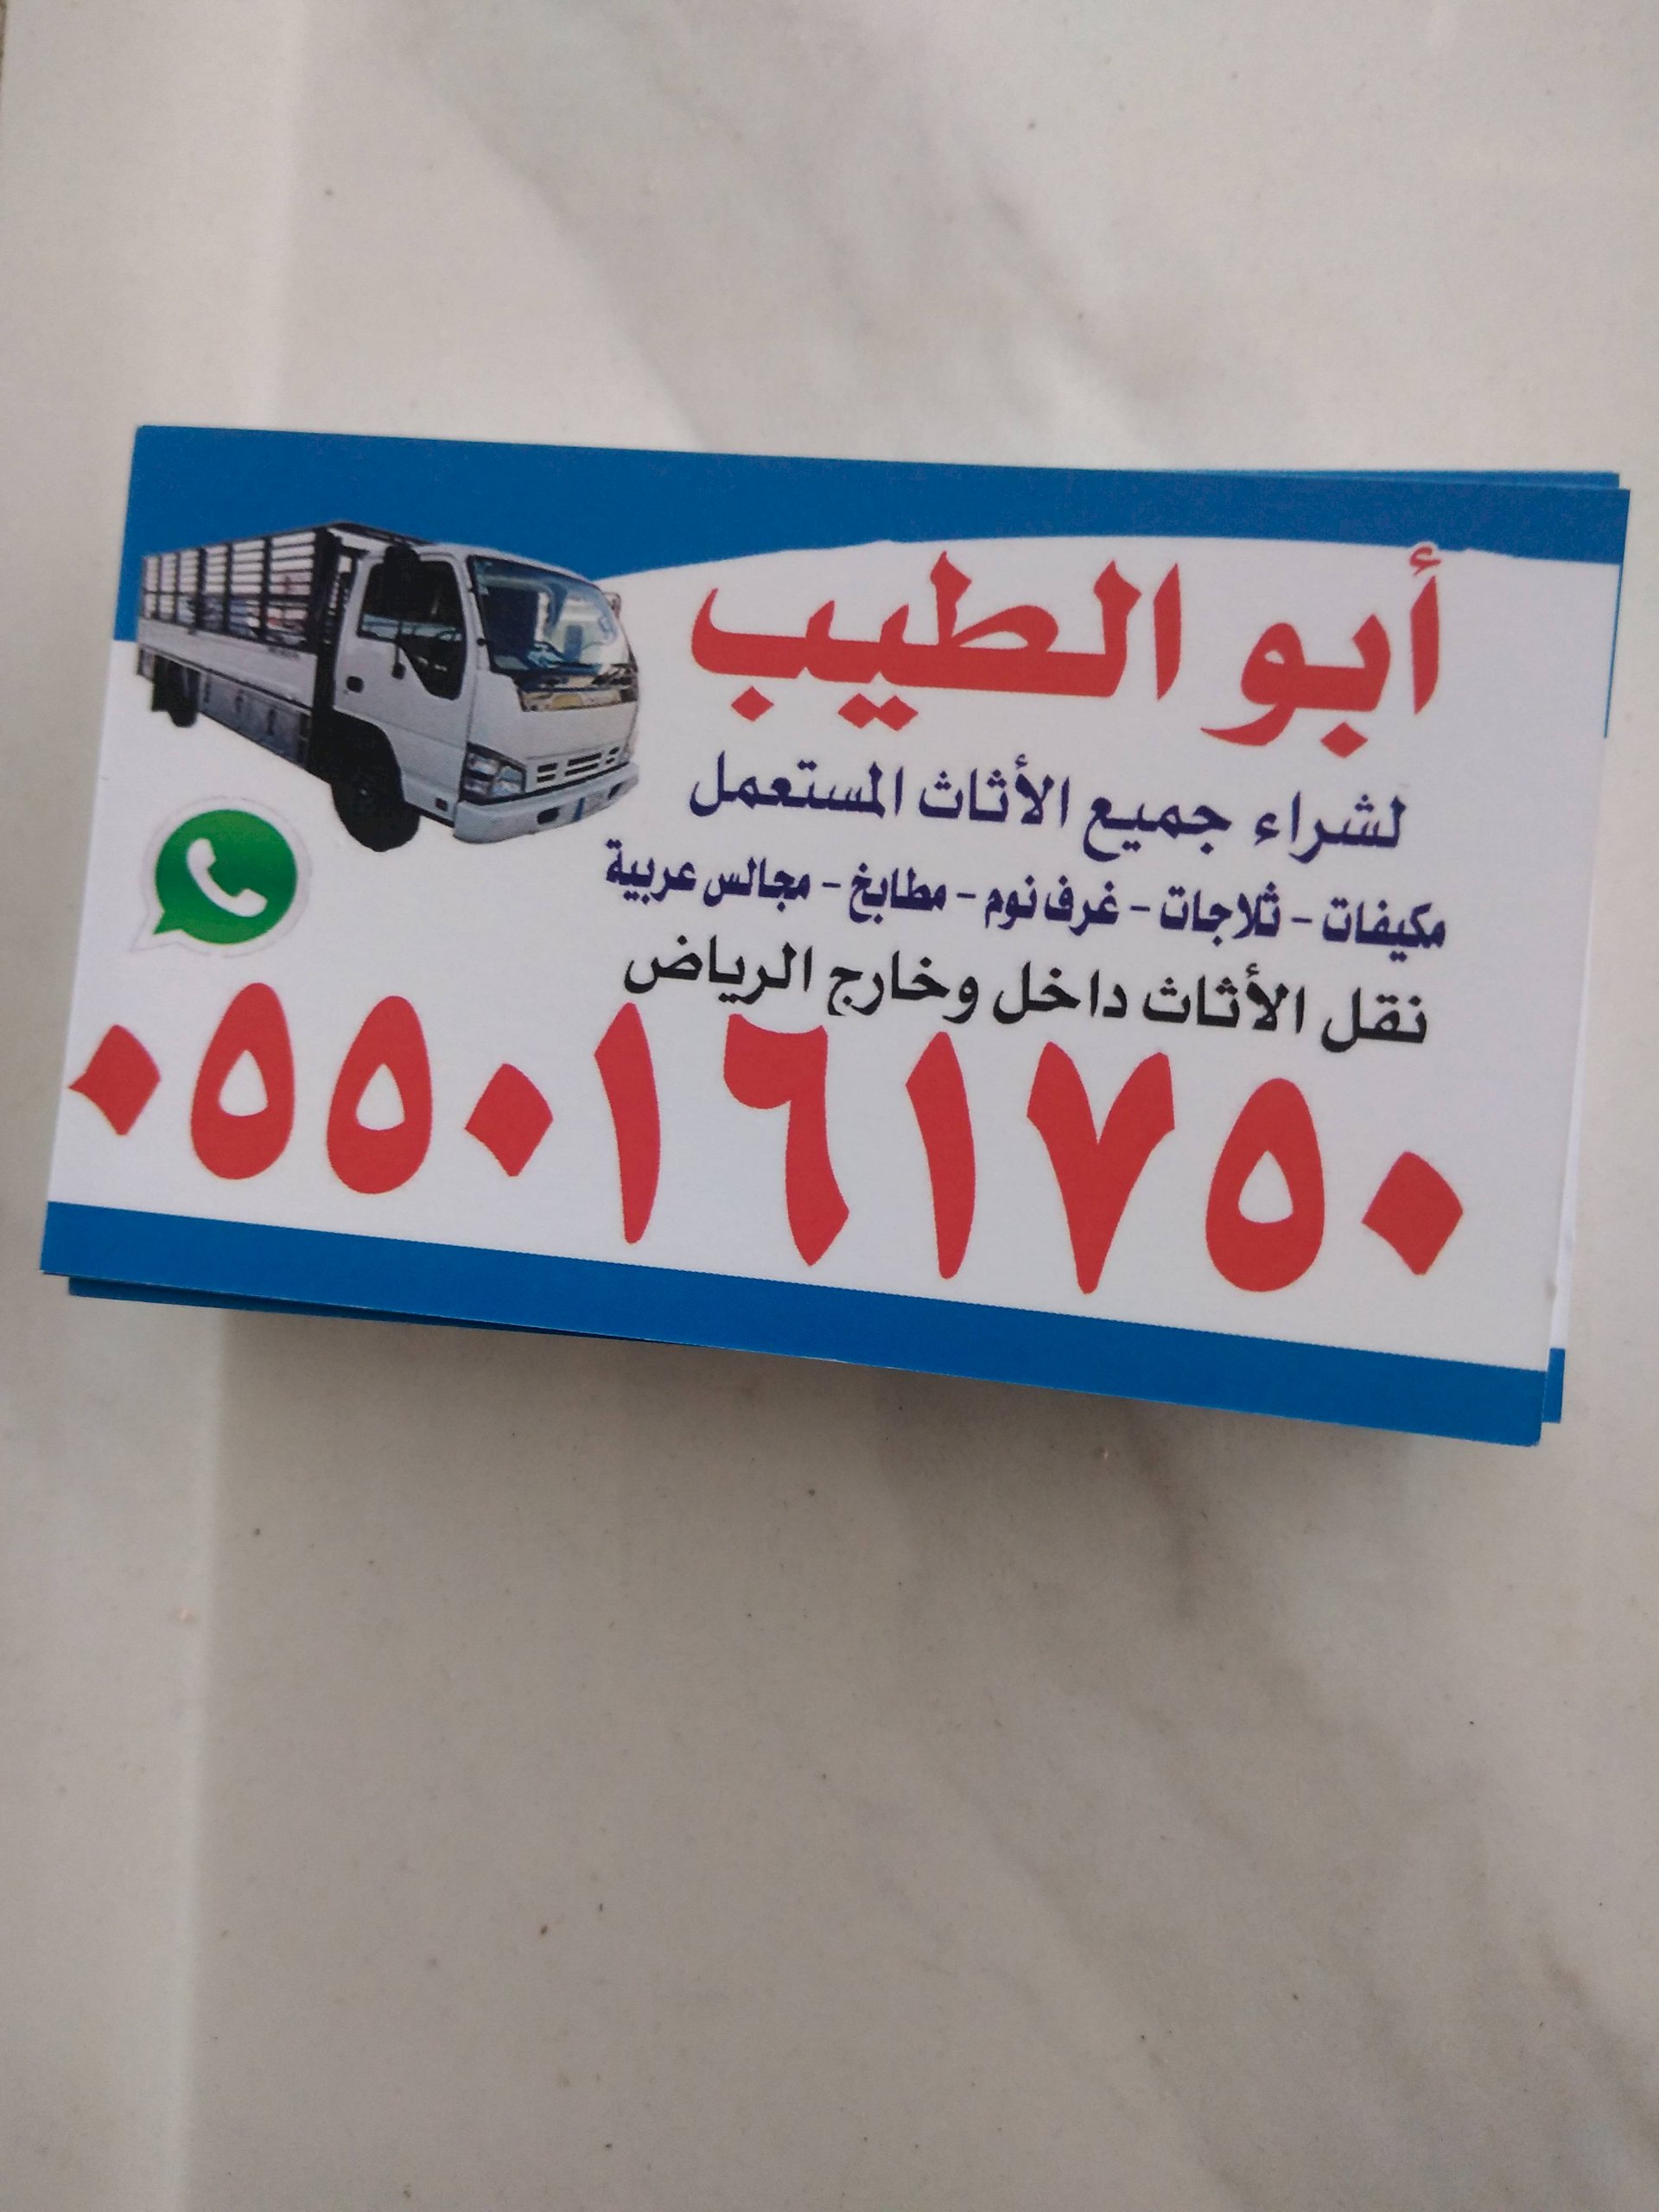 أبو الطيب
لشراء جميع الأثاث المستعمل
مكيفات - ثلاجات - غرف نوم - مطابخ - مجالس عربية
نقل الأثاث داخل وخارج الرياض
٠٥٥٠١٦١٧٥٠